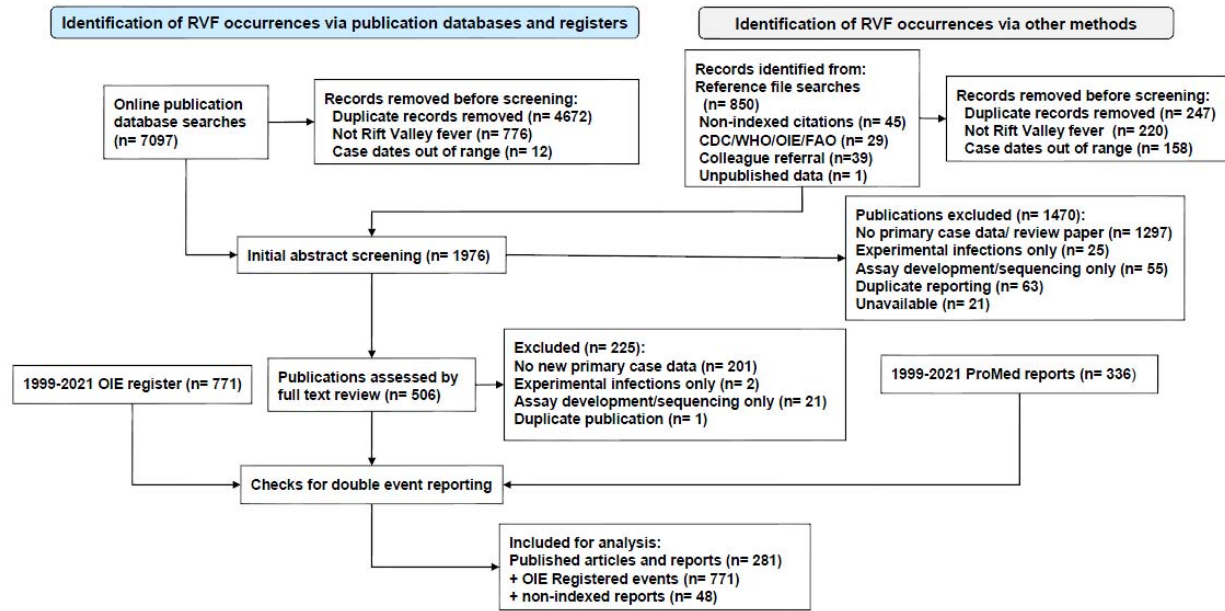 Identification of RVF occurrences via publication databases and registers
Identification of RVF occurrences via other methods
Online publication
database searches
(n= 7097)
Records removed before screening:
Duplicate records removed (n= 4672)
Not Rift Valley fever (n= 776)
Case dates out of range (n= 12)
Records identified from:
Reference file searches
(n= 850)
Non-indexed citations (n= 45)
CDC/WHO/OIE/FAO (n= 29)
Colleague referral (n=39)
Unpublished data (n= 1)
Records removed before screening:
Duplicate records removed (n= 247)
Not Rift Valley fever (n= 220)
Case dates out of range (n= 158)
Initial abstract screening (n= 1976)
Publications excluded (n= 1470):
No primary case data/ review paper (n= 1297)
Experimental infections only (n= 25)
Assay development/sequencing only (n= 55)
Duplicate reporting (n= 63)
Unavailable (n= 21)
1999-2021 OIE register (n= 771)
Publications assessed by
full text review (n= 506)
Excluded (n= 225):
No new primary case data (n= 201)
Experimental infections only (n= 2)
Assay development/sequencing only (n= 21)
Duplicate publication (n= 1)
1999-2021 ProMed reports (n= 336)
Checks for double event reporting
Included for analysis:
Published articles and reports (n= 281)
+ OIE Registered events (n= 771)
+ non-indexed reports (n= 48)